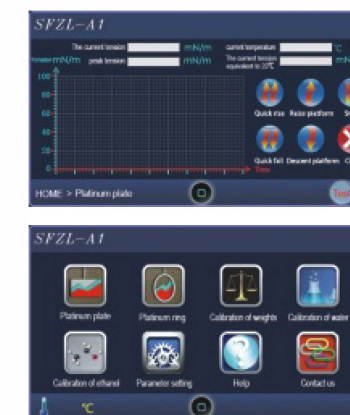 SFZL-A1
The current tension mN/m current temperature ℃
Tension mN/m peak tension mN/m The current tension equivalent to 20℃ mN
100
80
60
40
20
0
Quick rise Raise platform
Quick fall Descent platform
Time
HOME > Platinum plate
Test
SFZL-A1
Platinum plate Platinum ring Calibration of weights Calibration of water
Calibration of ethanol Parameter setting Help Contact us
℃